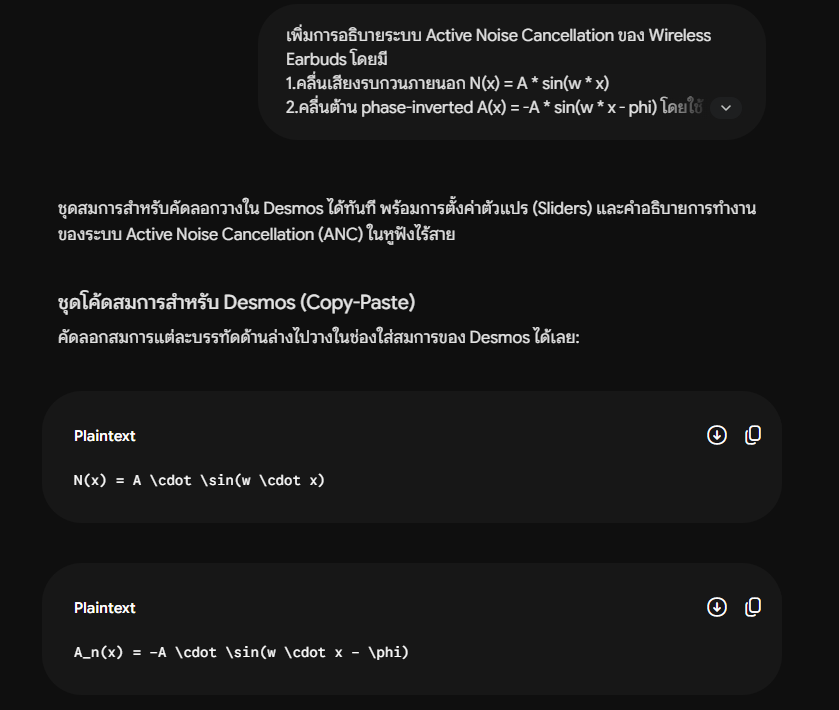 เพิ่มการอธิบายระบบ Active Noise Cancellation ของ Wireless
Earbuds โดยมี
1.คลื่นเสียงรบกวนภายนอก N(x) = A * sin(w * x)
2.คลื่นต้าน phase-inverted A(x) = -A * sin(w * x - phi) โดยใช้
ชุดสมการสำหรับคัดลอกวางใน Desmos ได้ทันที พร้อมการตั้งค่าตัวแปร (Sliders) และคำอธิบายการทำงาน
ของระบบ Active Noise Cancellation (ANC) ในหูฟังไร้สาย
ชุดโค้ดสมการสำหรับ Desmos (Copy-Paste)
คัดลอกสมการแต่ละบรรทัดด้านล่างไปวางในช่องใส่สมการของ Desmos ได้เลย:
Plaintext
N(x) = A \cdot \sin(w \cdot x)
Plaintext
A_n(x) = -A \cdot \sin(w \cdot x - \phi)